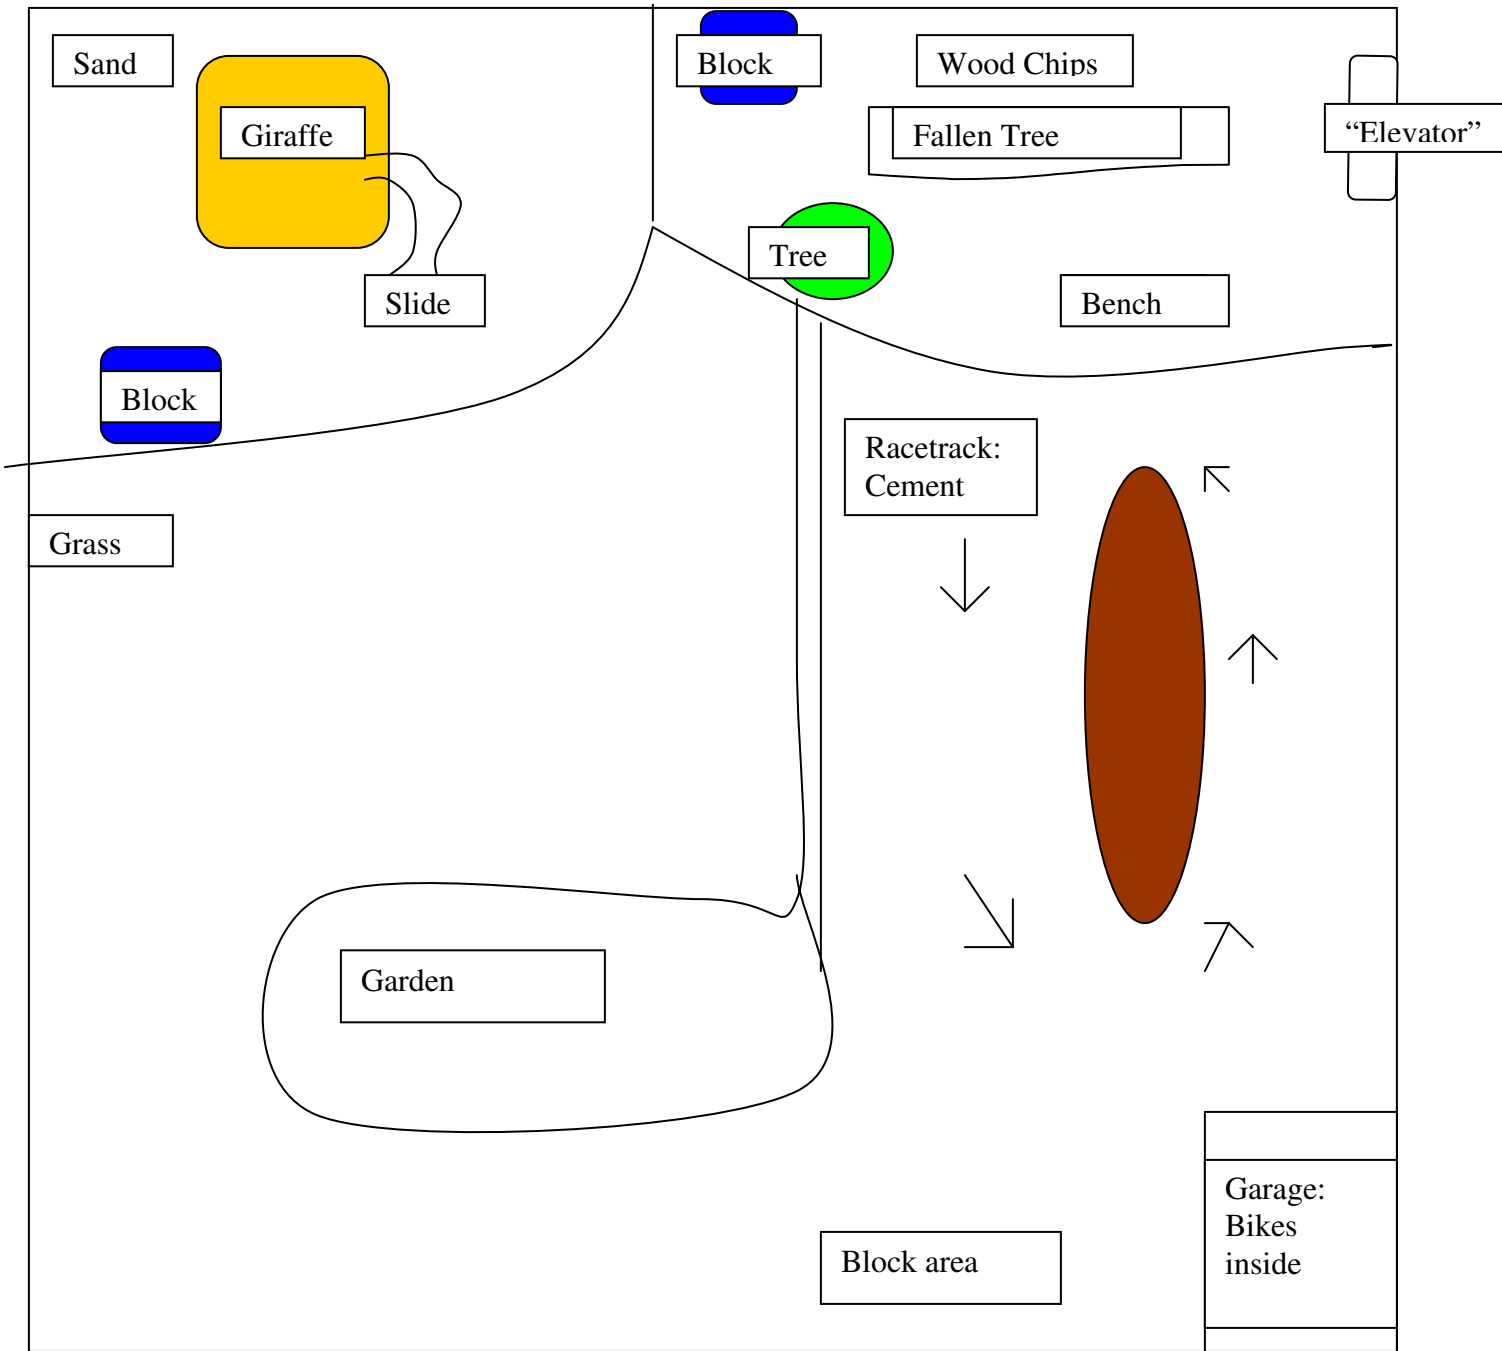 Sand
Block
Wood Chips
Giraffe
Fallen Tree
“Elevator”
Tree
Slide
Bench
Block
Racetrack:
Cement
Grass
Garden
Garage:
Bikes
inside
Block area